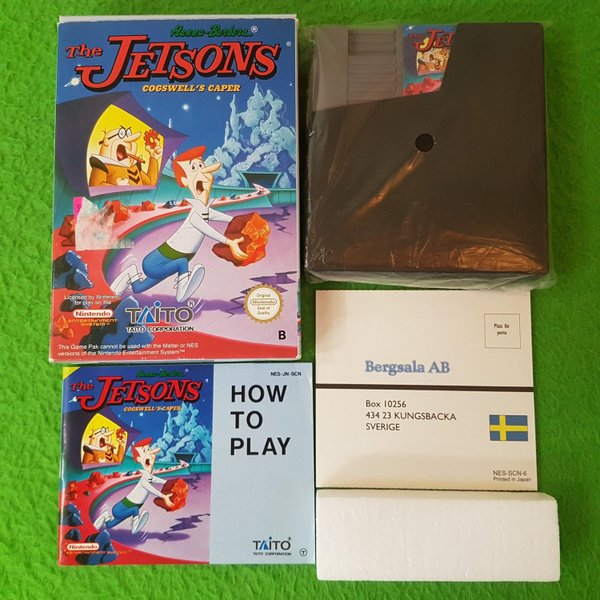 Hanna-Barbera
The JETSONS®
COGSWELL'S CAPER
Licensed by Nintendo
for play on the
Nintendo
ENTERTAINMENT
SYSTEM™
TAITO®
TAITO CORPORATION
Original
Nintendo
Seal of
Quality
B
This Game Pak cannot be used with the Mattel or NES
versions of the Nintendo Entertainment System™
Plats för
porto
Bergsala AB
Box 10256
434 23 KUNGSBACKA
SVERIGE
NES-SCN-6
Printed in Japan
Hanna-Barbera
The JETSONS
COGSWELL'S CAPER
Nintendo
ENTERTAINMENT SYSTEM™
NES-JN-SCN
HOW
TO
PLAY
TAITO
TAITO CORPORATION